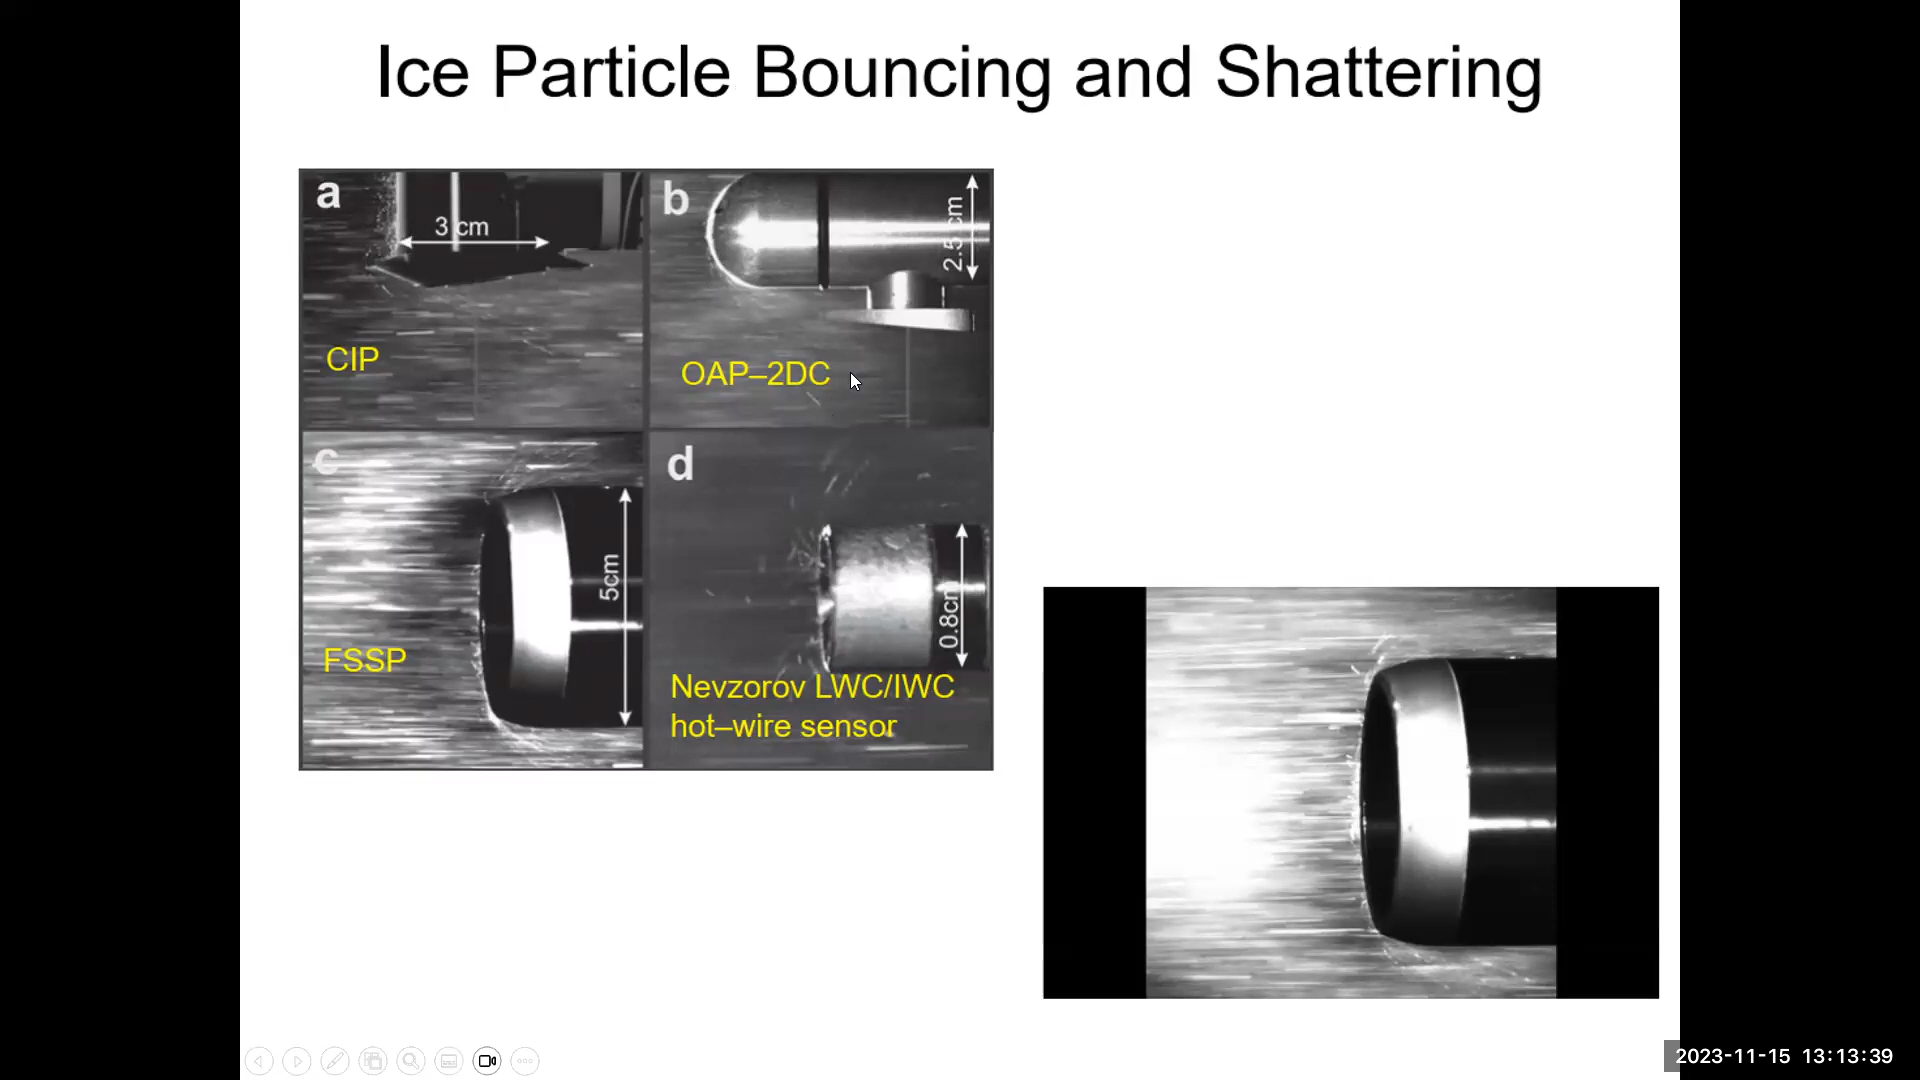 Ice Particle Bouncing and Shattering
a
3 cm
CIP
b
2.5 cm
OAP–2DC
c
5cm
FSSP
d
0.8cm
Nevzorov LWC/IWC
hot–wire sensor
2023-11-15 13:13:39